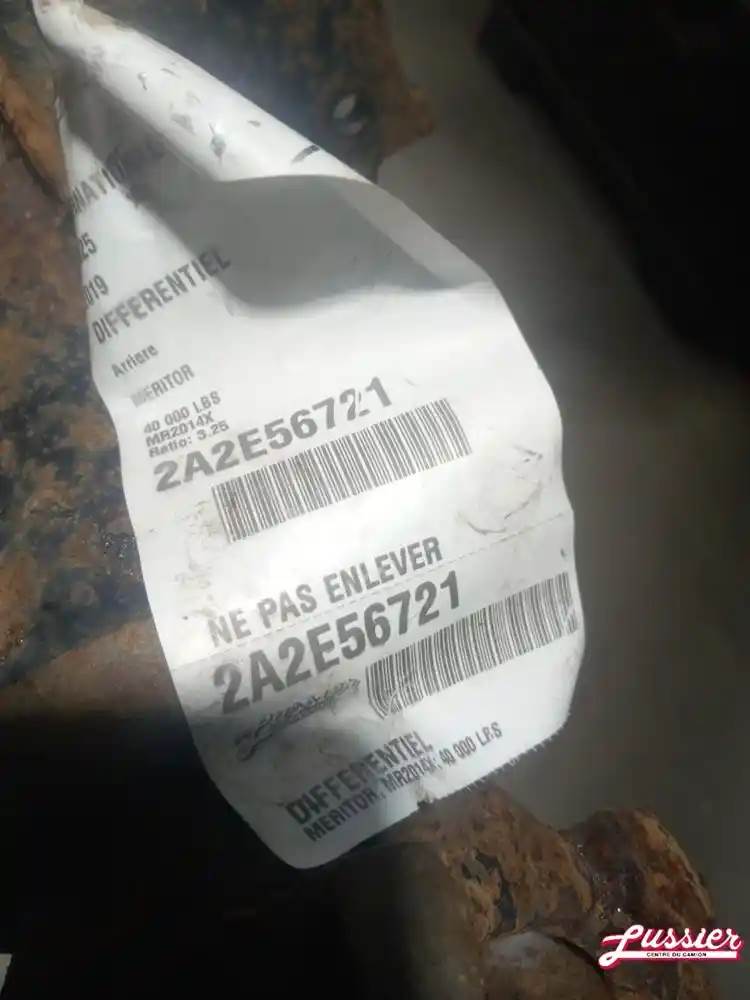 DIFFERENTIEL
Arriere
MERITOR
40 000 LBS
MR2014X
Ratio: 3.25
2A2E56721
NE PAS ENLEVER
2A2E56721
DIFFERENTIEL
MERITOR, MR2014X, 40 000 LBS
Lussier
CENTRE DU CAMION